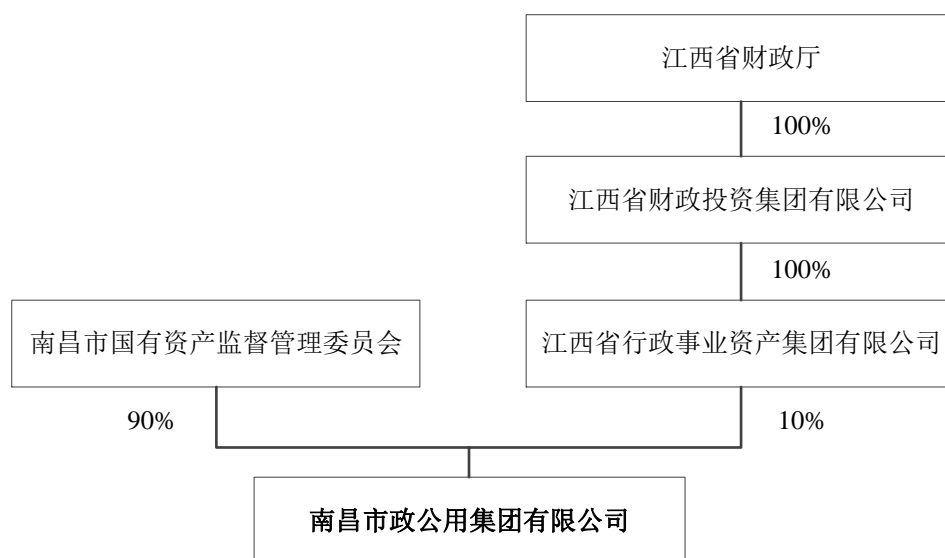 江西省财政厅
100%
江西省财政投资集团有限公司
100%
南昌市国有资产监督管理委员会
江西省行政事业资产集团有限公司
90%
10%
南昌市政公用集团有限公司